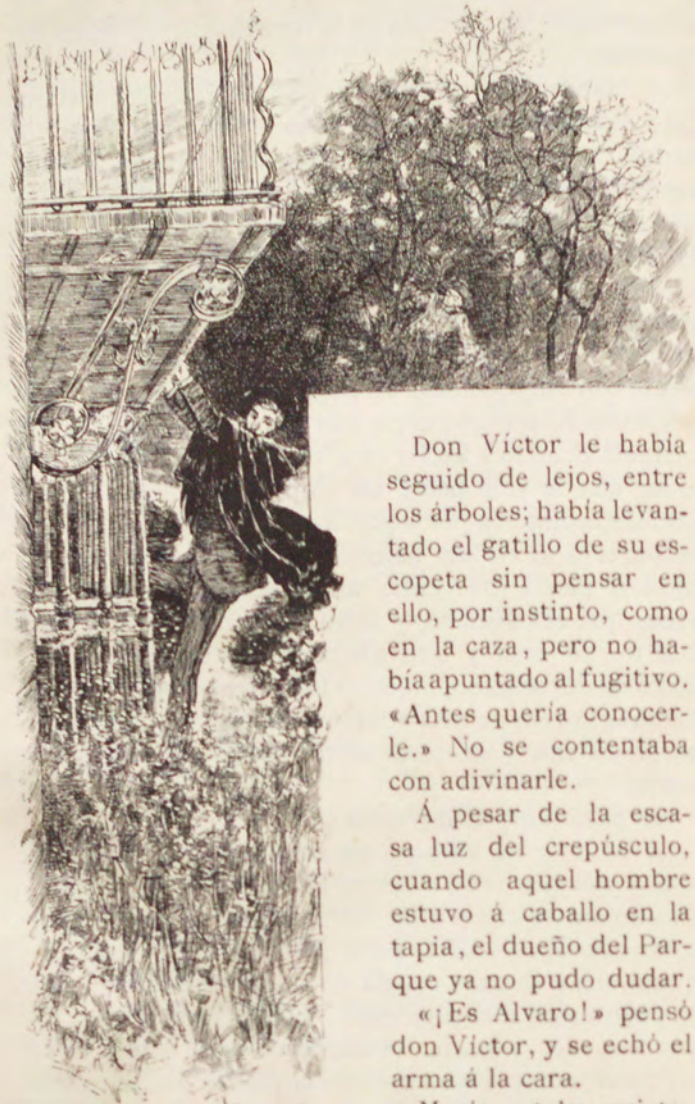 Don Víctor le había
seguido de lejos, entre
los árboles; había levan-
tado el gatillo de su es-
copeta sin pensar en
ello, por instinto, como
en la caza, pero no ha-
bía apuntado al fugitivo.
«Antes quería conocer-
le.» No se contentaba
con adivinarle.
Á pesar de la esca-
sa luz del crepúsculo,
cuando aquel hombre
estuvo á caballo en la
tapia, el dueño del Par-
que ya no pudo dudar.
«¡Es Alvaro!» pensó
don Víctor, y se echó el
arma á la cara.